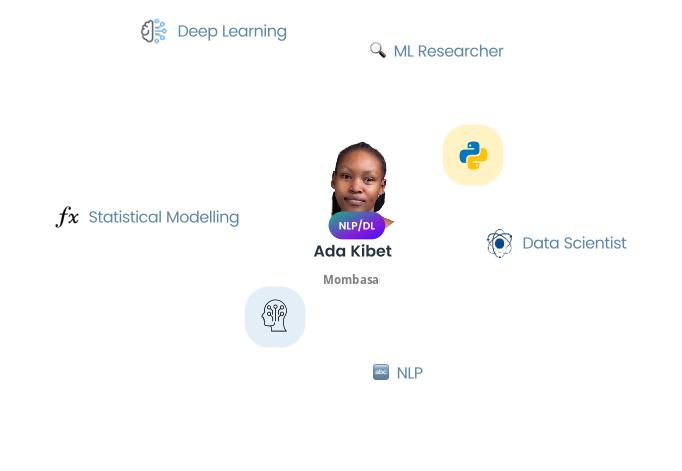 Deep Learning
ML Researcher
NLP/DL
fx Statistical Modelling
Ada Kibet
Data Scientist
Mombasa
abc NLP